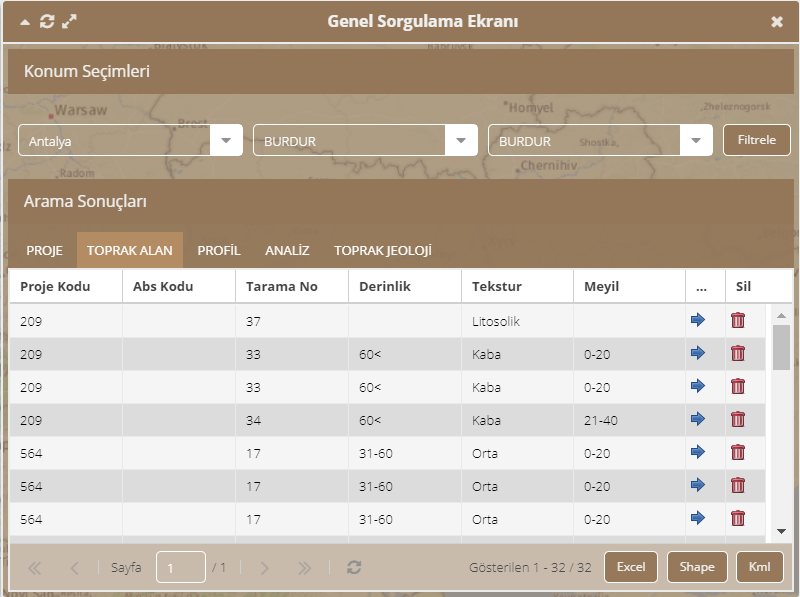 Genel Sorgulama Ekranı
Konum Seçimleri
Warsaw
Brest
Homyel
Zheleznogorsk
Antalya
BURDUR
BURDUR
Shostka
Filtrele
Radom
Chernihiv
Arama Sonuçları
PROJE TOPRAK ALAN PROFİL ANALİZ TOPRAK JEOLOJİ
Proje Kodu Abs Kodu Tarama No Derinlik Tekstur Meyil ... Sil
209 37 Litosolik
209 33 60< Kaba 0-20
209 33 60< Kaba 0-20
209 34 60< Kaba 21-40
564 17 31-60 Orta 0-20
564 17 31-60 Orta 0-20
564 17 31-60 Orta 0-20
Sayfa 1 / 1 Gösterilen 1 - 32 / 32 Excel Shape Kml